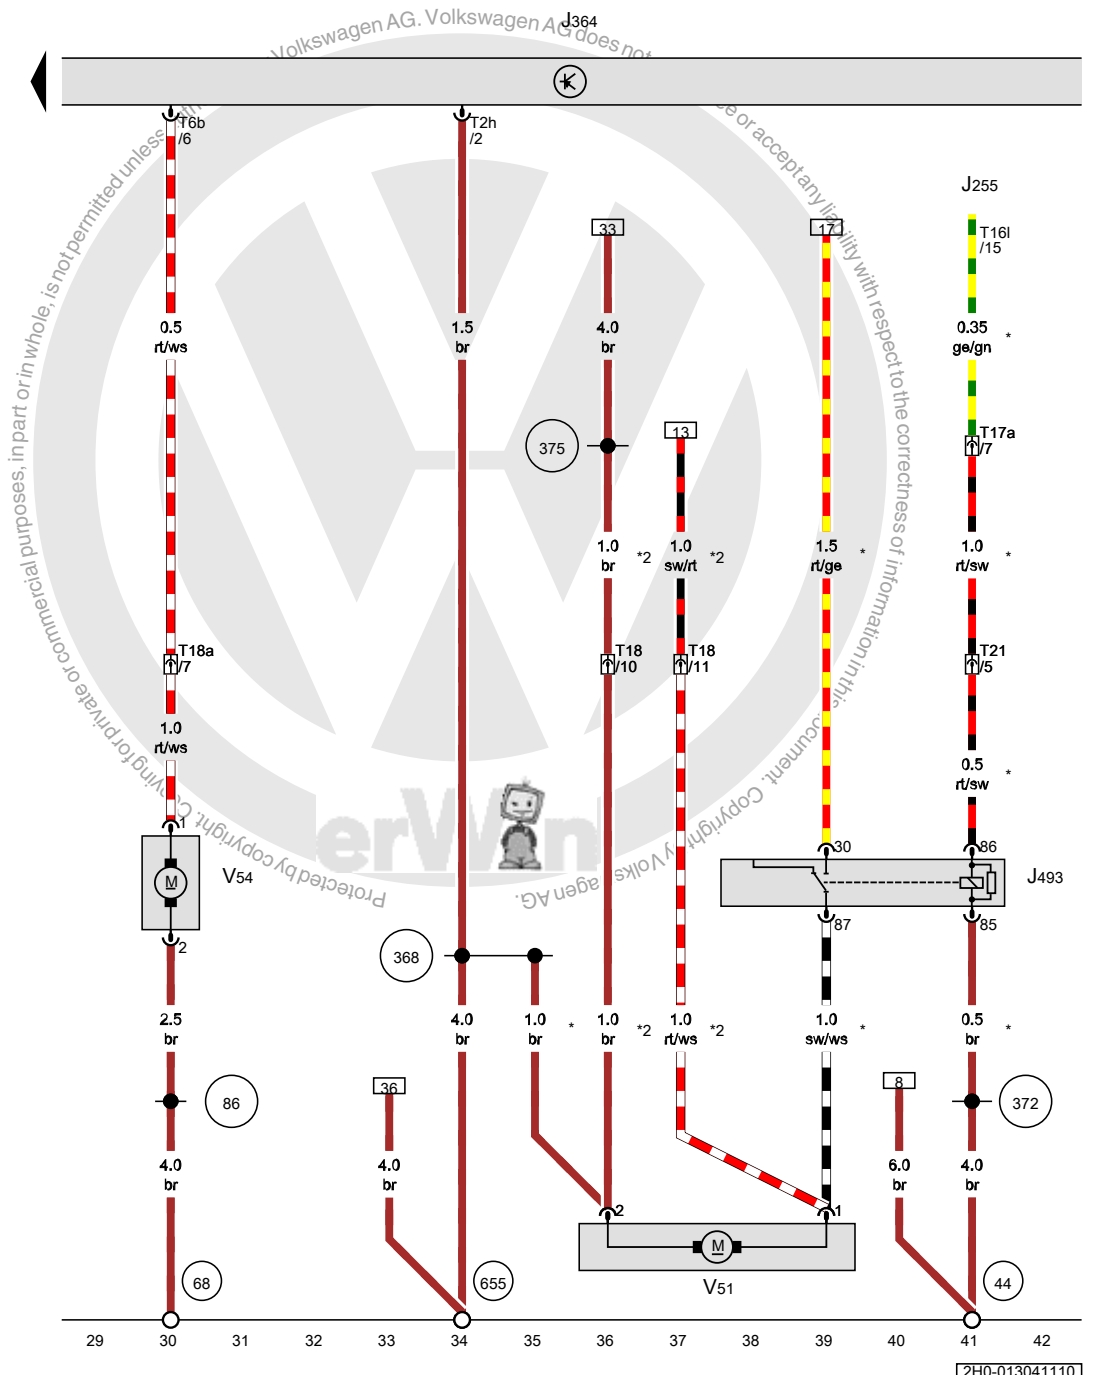 J364
Volkswagen AG. Volkswagen AG does not
T6b
/6
T2h
/2
J255
T16l
/15
33
17
0.5
rt/ws
1.5
br
4.0
br
0.35
ge/gn
*
375
13
T17a
/7
1.0
br
*2
1.0
sw/rt
*2
1.5
rt/ge
*
1.0
rt/sw
*
T18a
/7
T18
/10
T18
/11
T21
/5
1.0
rt/ws
0.5
rt/sw
*
is not permitted unless
commercial purposes, in part or in whole,
or accept any liability with respect to the correctness of information in this
Protected by copyright. Copying for private or
Copyright by Volkswagen AG.
erWin
1
V54
M
2
30
86
J493
87
85
368
2.5
br
4.0
br
1.0
br
*
1.0
br
*2
1.0
rt/ws
*2
1.0
sw/ws
*
0.5
br
*
86
36
8
372
4.0
br
4.0
br
6.0
br
4.0
br
2
1
M
V51
68
655
44
29 30 31 32 33 34 35 36 37 38 39 40 41 42
2H0-013041110